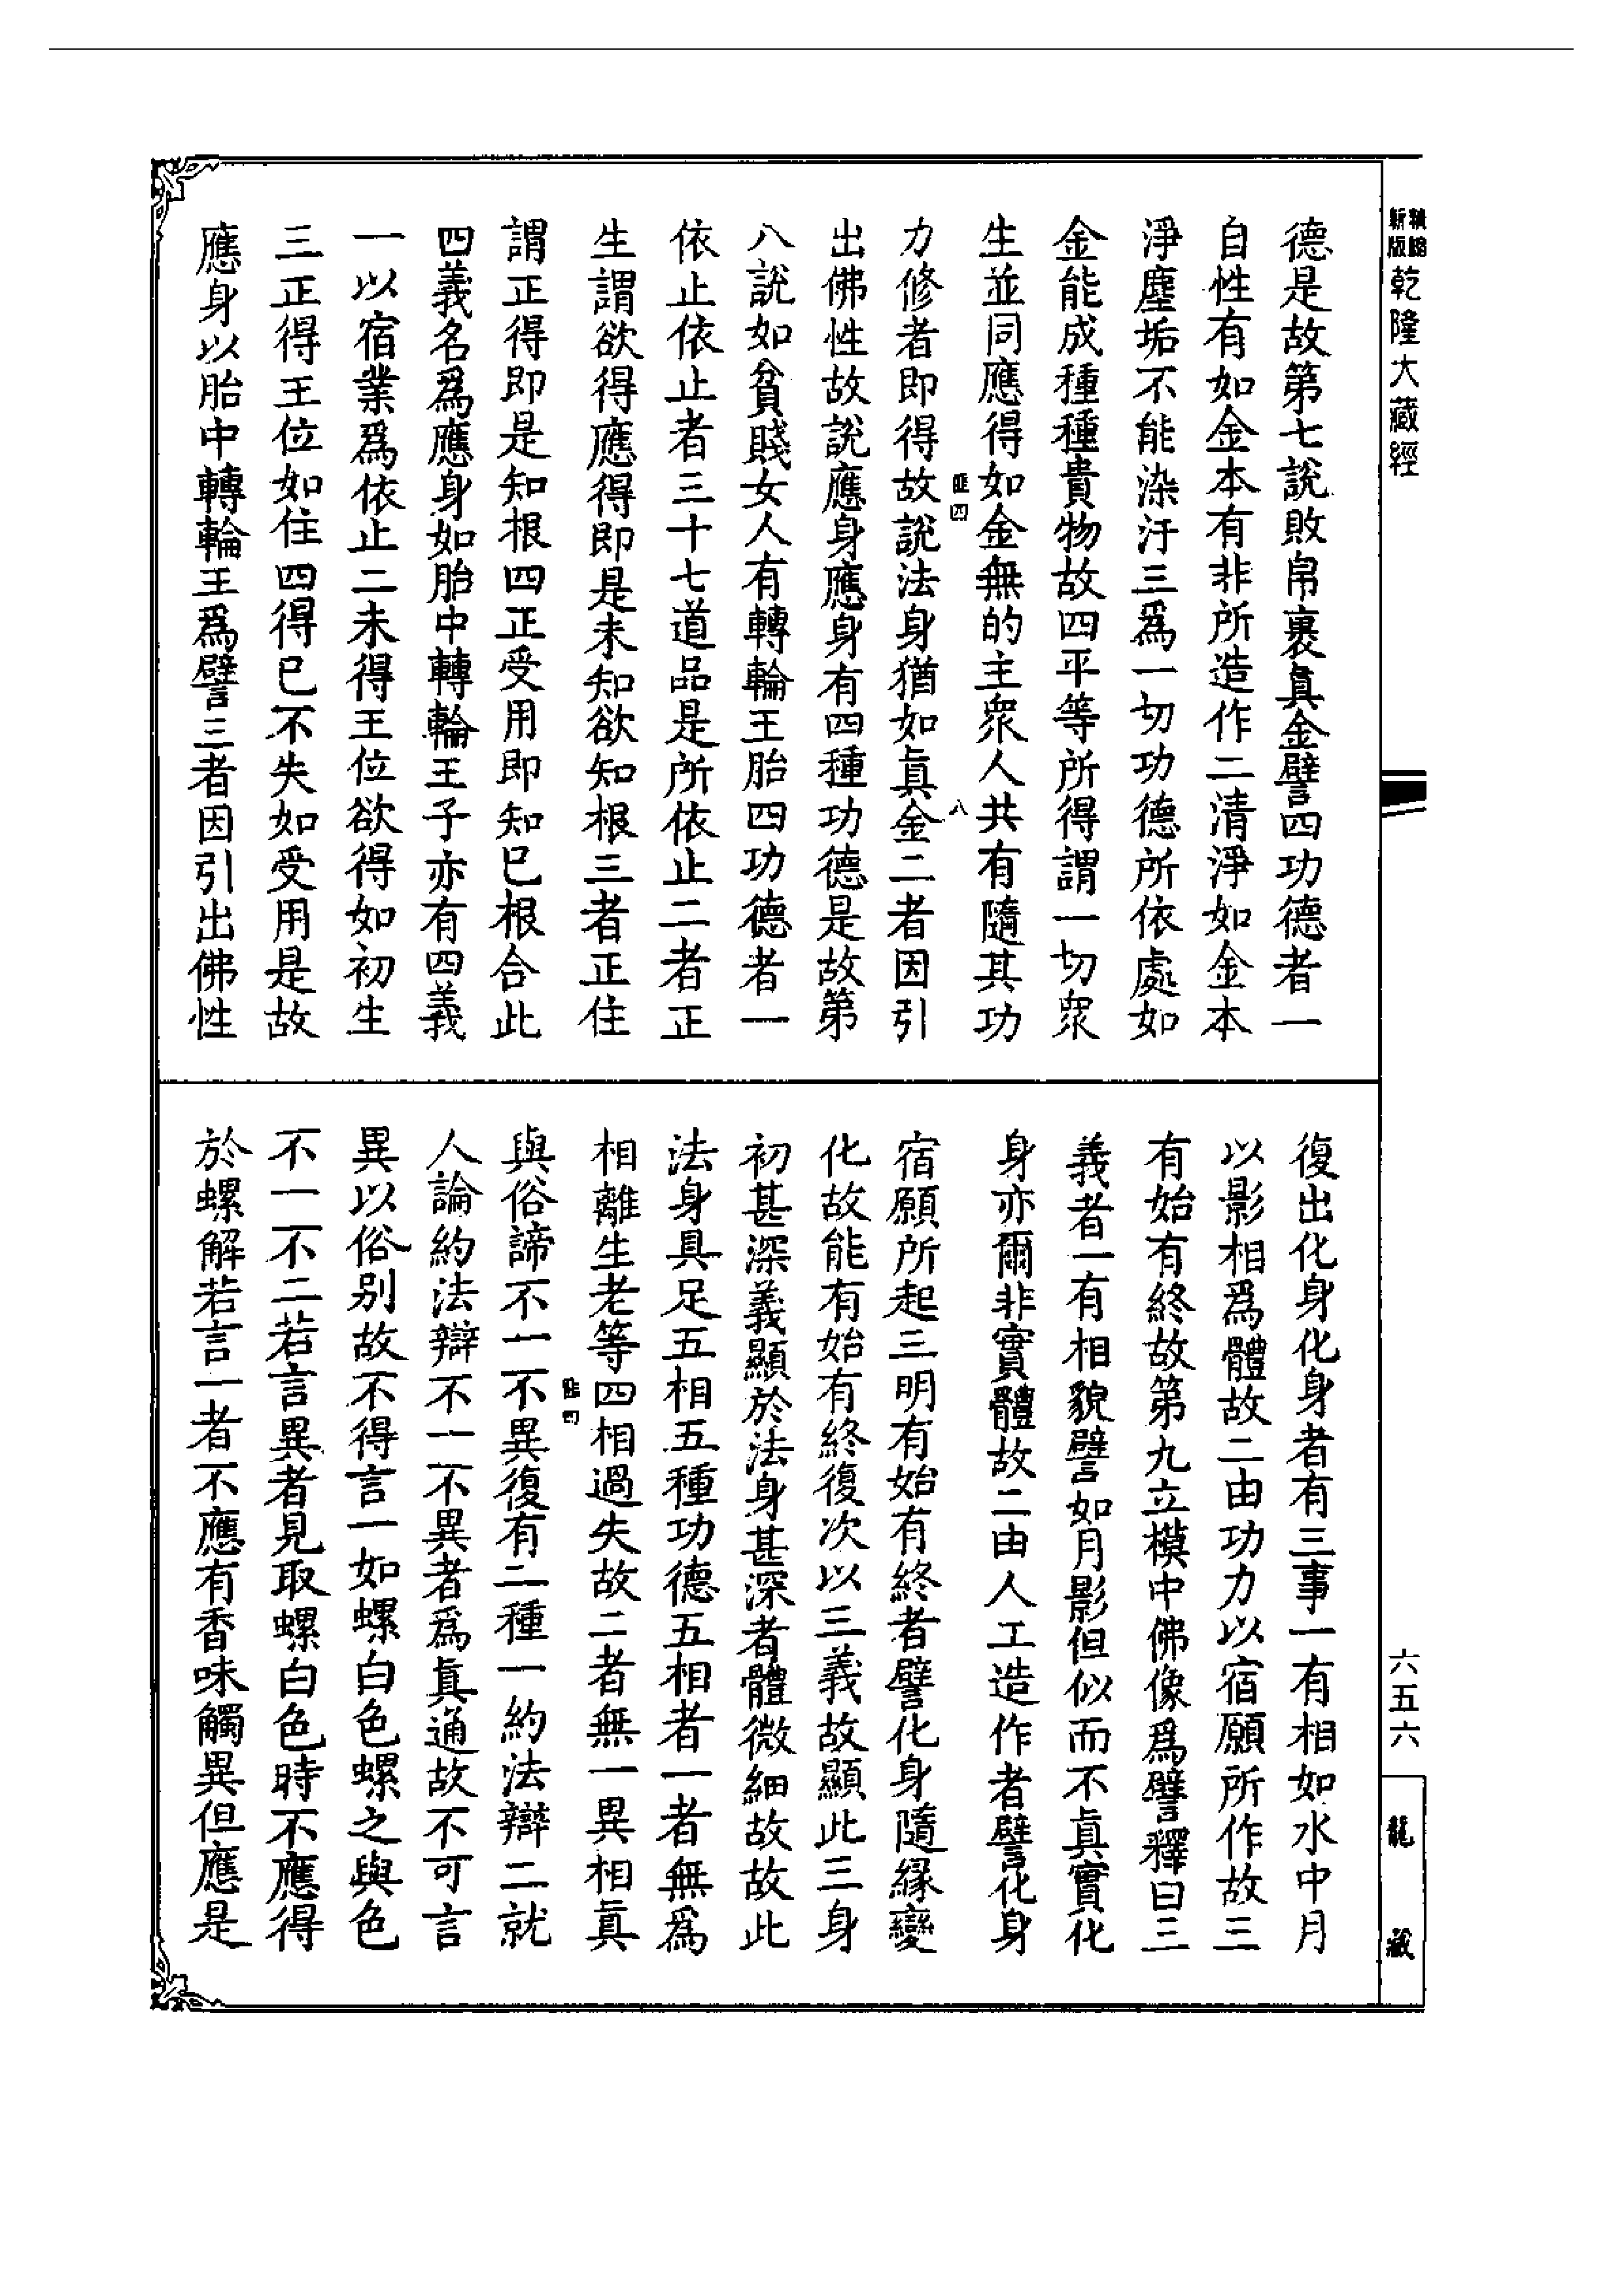 精縮新版乾隆大藏經
六五六
龍藏
德是故第七說敗帛裹真金譬四功德者一
自性有如金本有非所造作二清淨如金本
淨塵垢不能染汙三爲一切功德所依處如
金能成種種貴物故四平等所得謂一切眾
生並同應得如金無的主眾人共有隨其功
四 八
力修者即得故說法身猶如真金二者因引
出佛性故說應身應身有四種功德是故第
八說如貧賤女人有轉輪王胎四功德者一
依止依止者三十七道品是所依止二者正
生謂欲得應得即是未知欲知根三者正住
謂正得即是知根四正受用即知已根合此
四義名爲應身如胎中轉輪王子亦有四義
一以宿業爲依止二未得王位欲得如初生
三正得王位如住四得已不失如受用是故
應身以胎中轉輪王爲譬三者因引出佛性
復出化身化身者有三事一有相如水中月
以影相爲體故二由功力以宿願所作故三
有始有終故第九立模中佛像爲譬釋曰三
義者一有相貌譬如月影但似而不真實化
身亦爾非實體故二由人工造作者譬化身
宿願所起三明有始有終者譬化身隨緣變
化故能有始有終復次以三義故顯此三身
初甚深義顯於法身甚深者體微細故故此
法身具足五相五種功德五相者一者無爲
相離生老等四相過失故二者無一異相真
四
與俗諦不一不異復有二種一約法辯二就
人論約法辯不一不異者爲真通故不可言
異以俗别故不得言一如螺白色螺之與色
不一不二若言異者見取螺白色時不應得
於螺解若言一者不應有香味觸異但應是